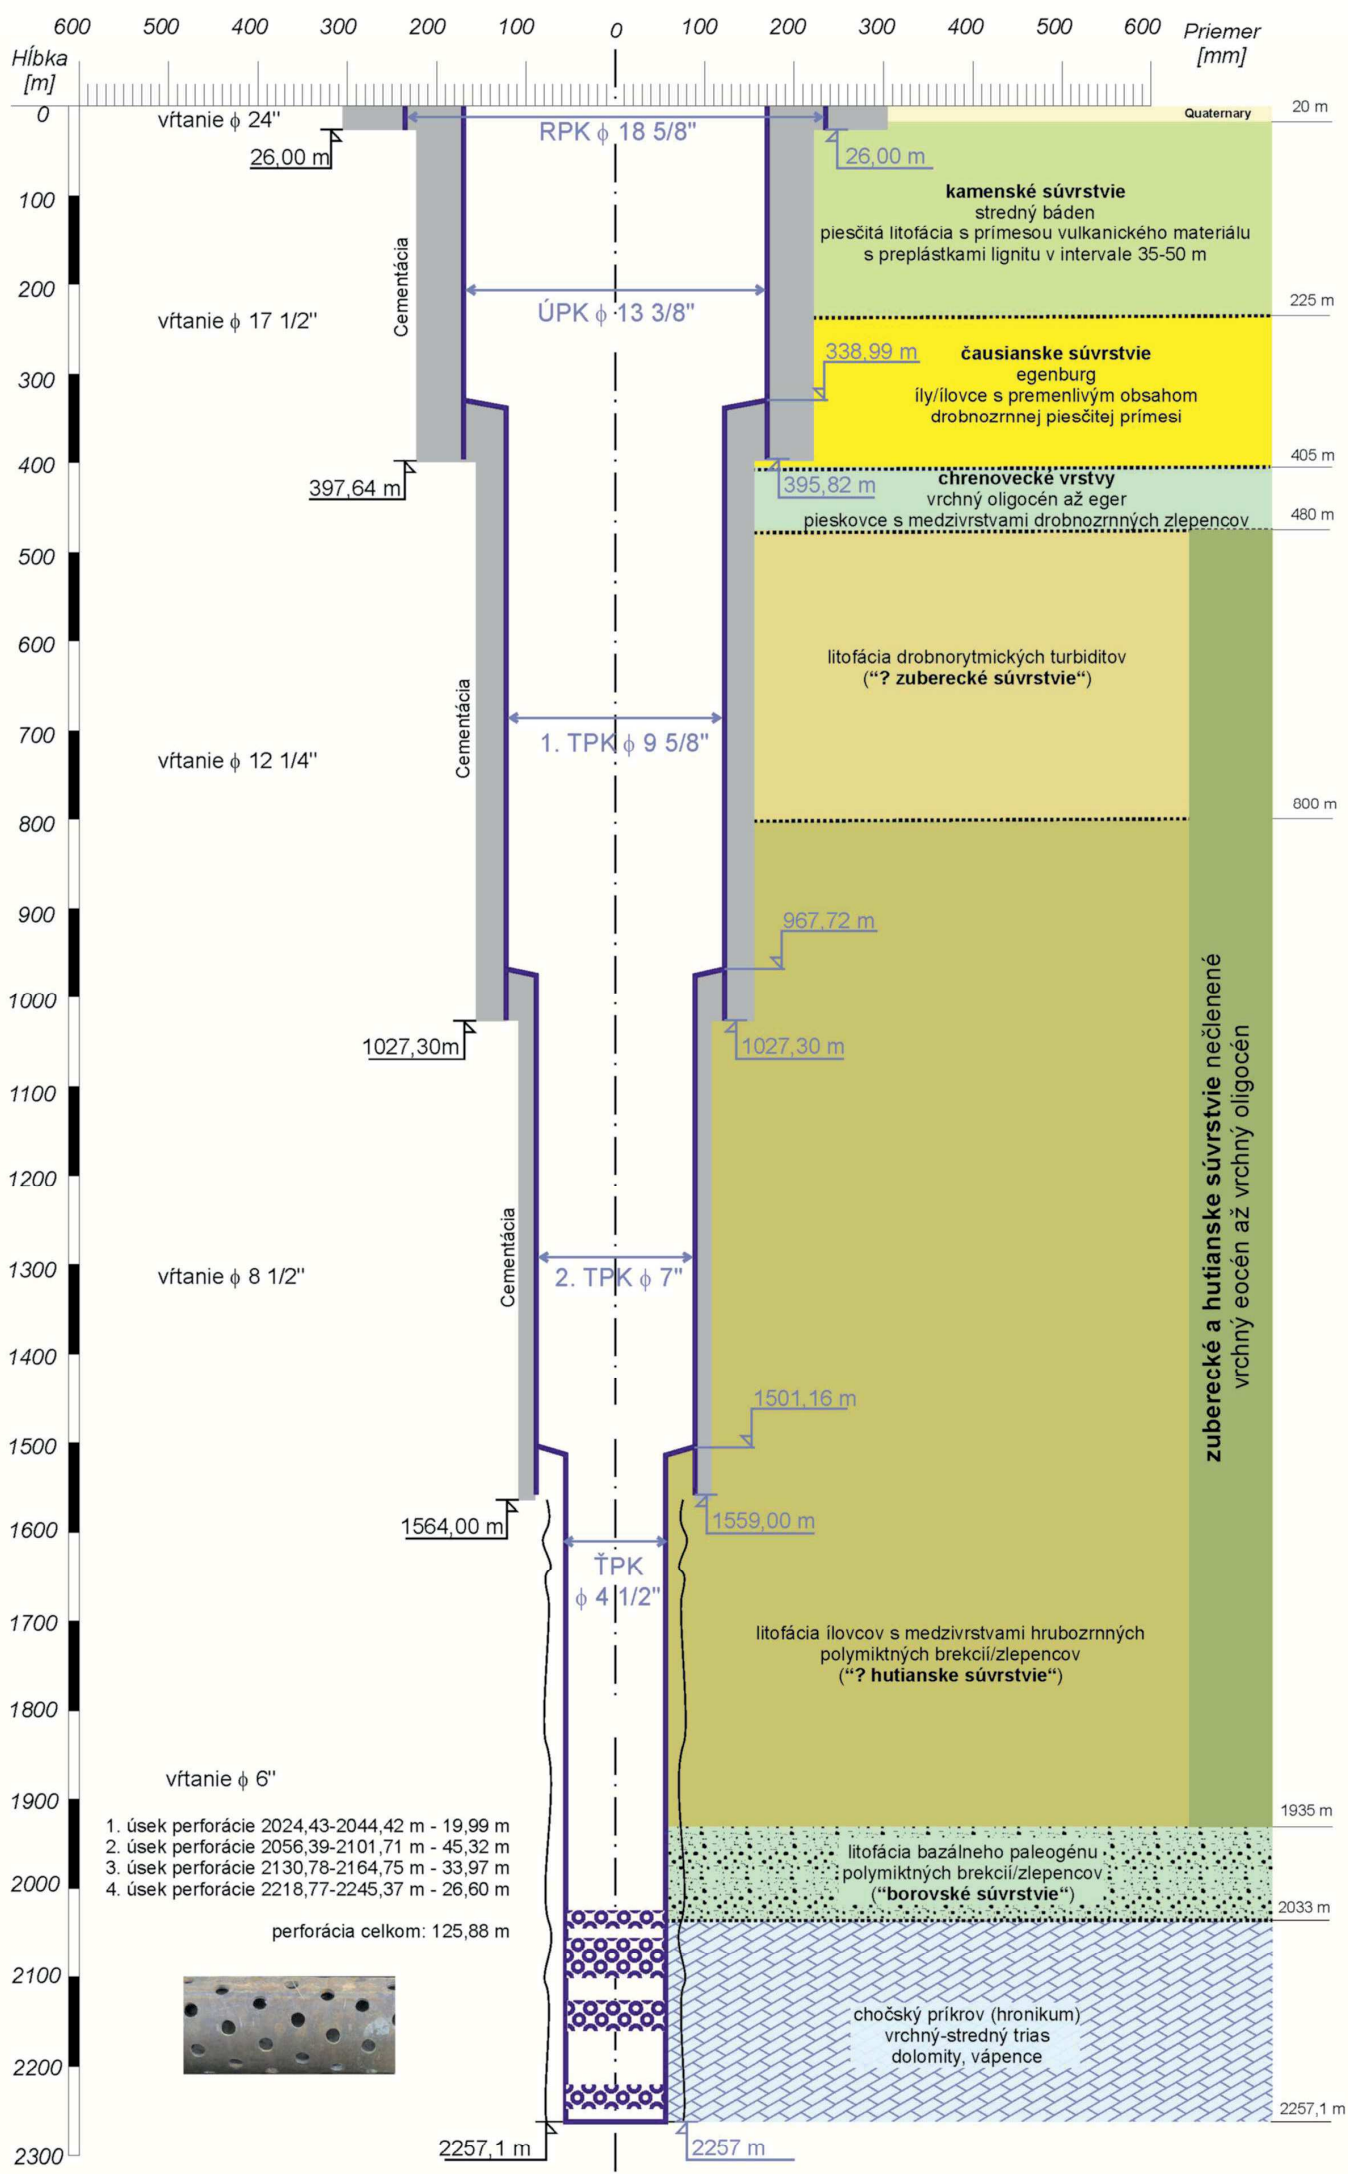 600 500 400 300 200 100 0 100 200 300 400 500 600 Priemer
[mm]
Hĺbka
[m]
0
100
200
300
400
500
600
700
800
900
1000
1100
1200
1300
1400
1500
1600
1700
1800
1900
2000
2100
2200
2300
vŕtanie ϕ 24"
26,00 m
vŕtanie ϕ 17 1/2"
Cementácia
397,64 m
vŕtanie ϕ 12 1/4"
Cementácia
1027,30m
vŕtanie ϕ 8 1/2"
Cementácia
1564,00 m
vŕtanie ϕ 6"
1. úsek perforácie 2024,43-2044,42 m - 19,99 m
2. úsek perforácie 2056,39-2101,71 m - 45,32 m
3. úsek perforácie 2130,78-2164,75 m - 33,97 m
4. úsek perforácie 2218,77-2245,37 m - 26,60 m
perforácia celkom: 125,88 m
2257,1 m
RPK ϕ 18 5/8"
ÚPK ϕ 13 3/8"
1. TPK ϕ 9 5/8"
2. TPK ϕ 7"
ŤPK
ϕ 4 1/2"
26,00 m
338,99 m
395,82 m
967,72 m
1027,30 m
1501,16 m
1559,00 m
2257 m
Quaternary
20 m
kamenské súvrstvie
stredný báden
piesčitá litofácia s prímesou vulkanického materiálu
s preplástkami lignitu v intervale 35-50 m
225 m
čausianske súvrstvie
egenburg
íly/ílovce s premenlivým obsahom
drobnozrnnej piesčitej prímesi
405 m
chrenovecké vrstvy
vrchný oligocén až eger
pieskovce s medzivrstvami drobnozrnných zlepencov
480 m
litofácia drobnorytmických turbiditov
(“? zuberecké súvrstvie“)
800 m
zuberecké a hutianske súvrstvie nečlenené
vrchný eocén až vrchný oligocén
litofácia ílovcov s medzivrstvami hrubozrnných
polymiktných brekcií/zlepencov
(“? hutianske súvrstvie“)
1935 m
litofácia bazálneho paleogénu
polymiktných brekcií/zlepencov
(“borovské súvrstvie“)
2033 m
chočský príkrov (hronikum)
vrchný-stredný trias
dolomity, vápence
2257,1 m